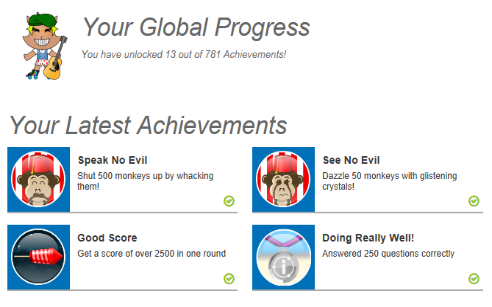 Your Global Progress
You have unlocked 13 out of 781 Achievements!
Your Latest Achievements
Speak No Evil
Shut 500 monkeys up by whacking
them!
See No Evil
Dazzle 50 monkeys with glistening
crystals!
Good Score
Get a score of over 2500 in one round
Doing Really Well!
Answered 250 questions correctly